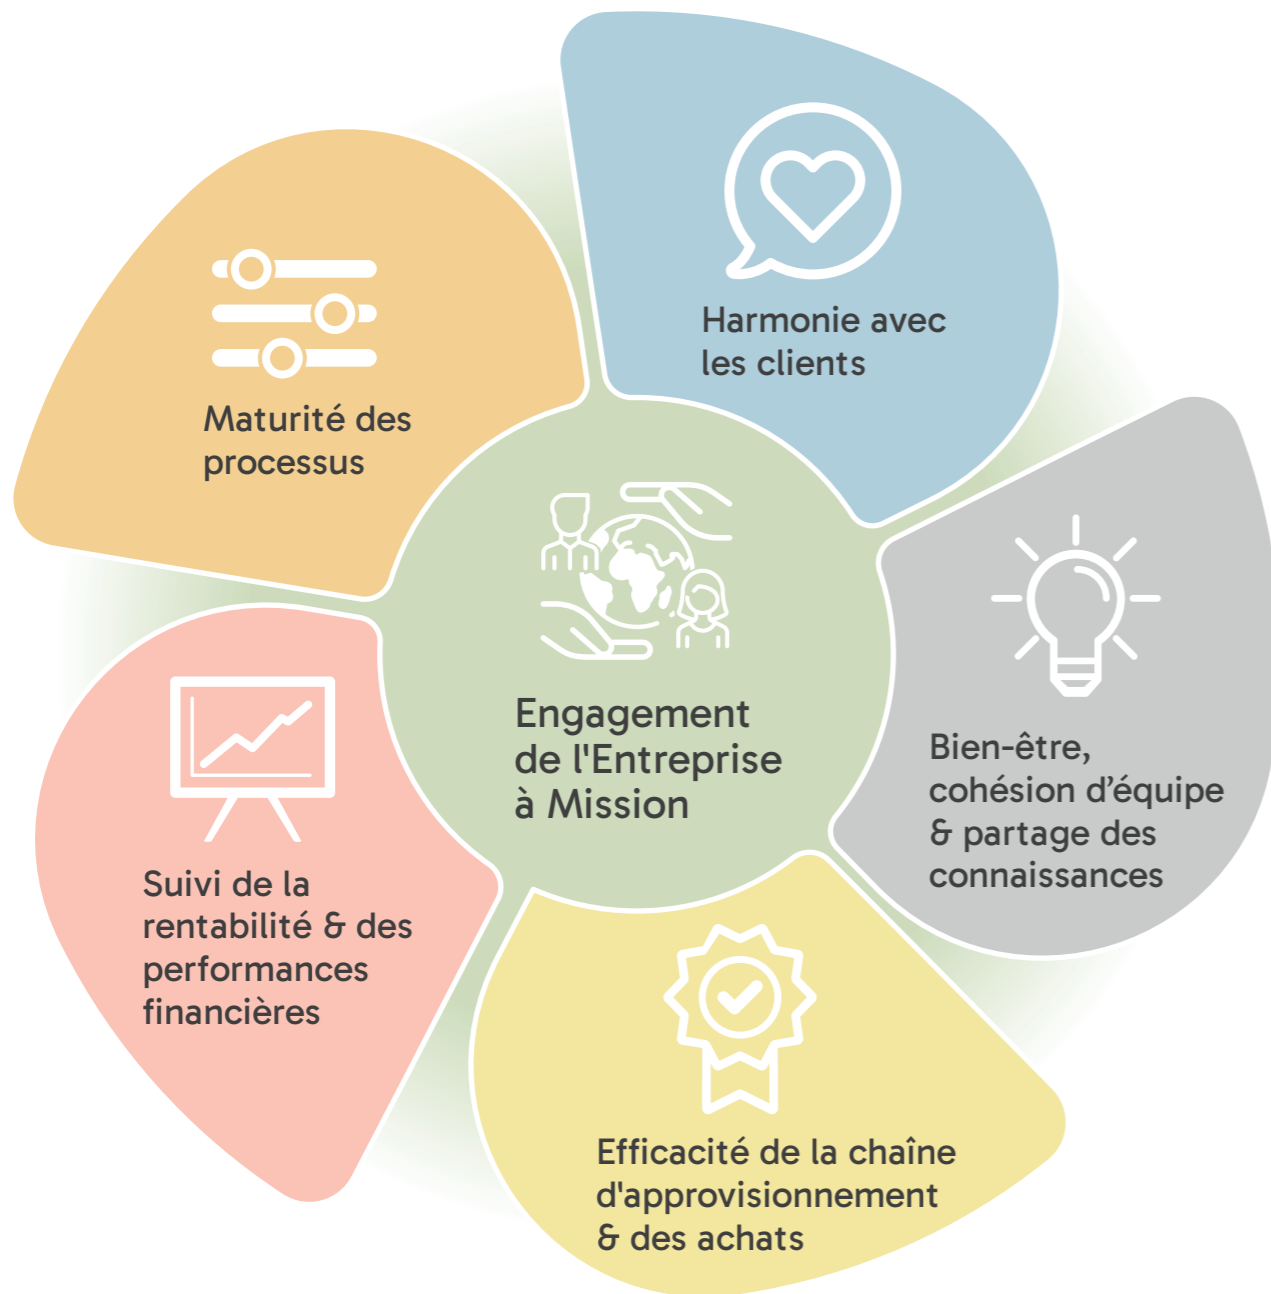 Harmonie avec
les clients
Maturité des
processus
Engagement
de l'Entreprise
à Mission
Bien-être,
cohésion d’équipe
& partage des
connaissances
Suivi de la
rentabilité & des
performances
financières
Efficacité de la chaîne
d'approvisionnement
& des achats